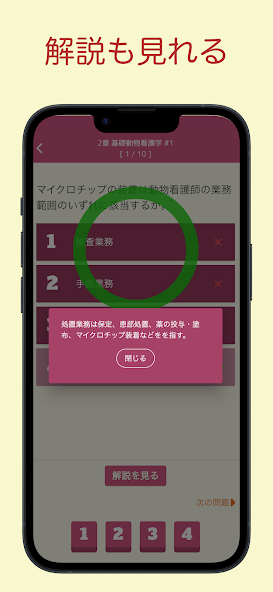 解説も見れる
2章 基礎動物看護学 #1
[ 1 / 10 ]
マイクロチップの装着は動物看護師の業務
範囲のいずれに該当するか。
1 検査業務 ×
2 手術業務 ×
3
4
処置業務は保定、患部処置、薬の投与・塗
布、マイクロチップ装着などをを指す。
閉じる
解説を見る
次の問題
1 2 3 4